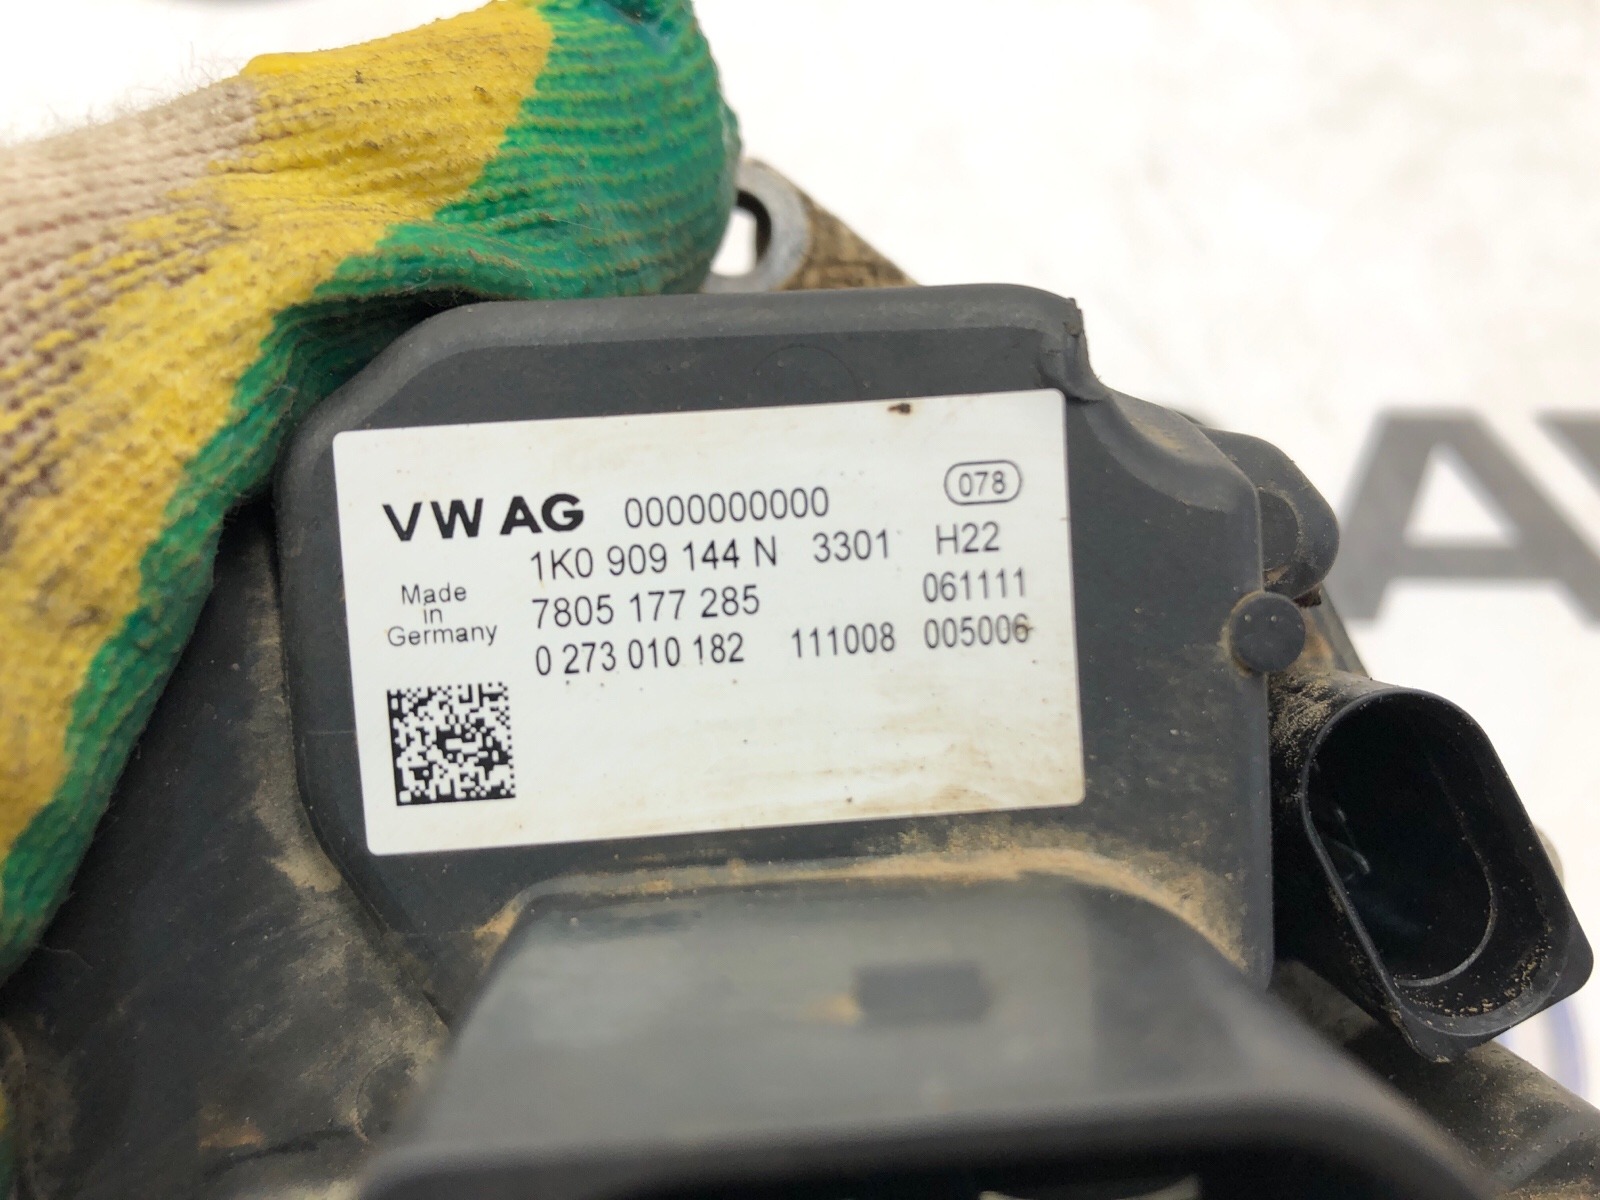 VW AG 0000000000 078
1K0 909 144 N 3301 H22
Made in Germany
7805 177 285 061111
0 273 010 182 111008 005006